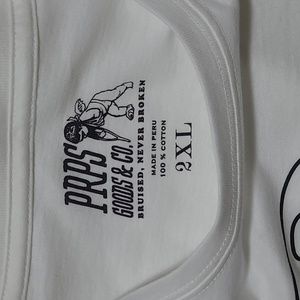 PRPS
GOODS & CO.
BRUISED, NEVER BROKEN
MADE IN PERU
100 % COTTON
2XL